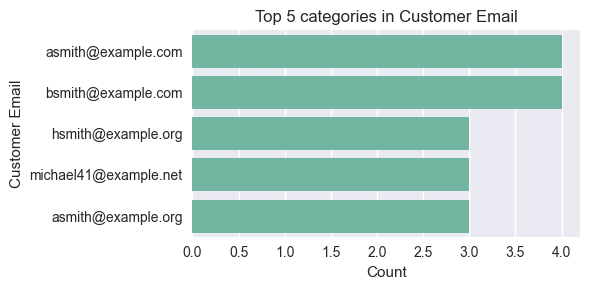 Top 5 categories in Customer Email
Customer Email
asmith@example.com
bsmith@example.com
hsmith@example.org
michael41@example.net
asmith@example.org
0.0 0.5 1.0 1.5 2.0 2.5 3.0 3.5 4.0
Count